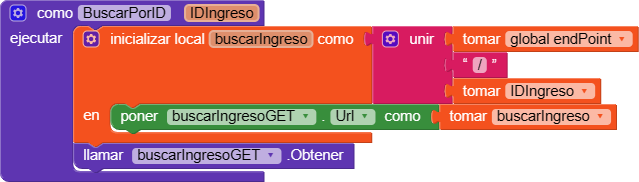 como BuscarPorID IDIngreso
ejecutar inicializar local buscarIngreso como unir tomar global endPoint
" / "
tomar IDIngreso
en poner buscarIngresoGET . Url como tomar buscarIngreso
llamar buscarIngresoGET .Obtener